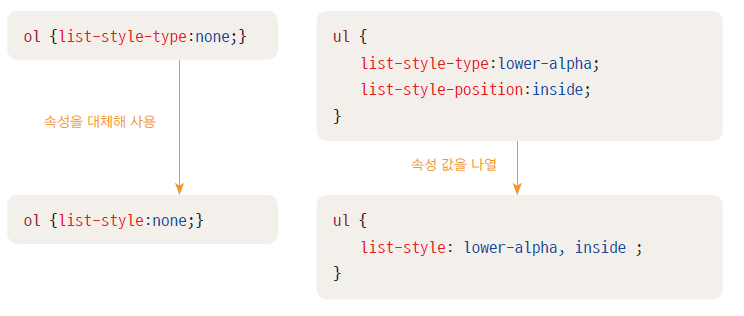 ol {list-style-type:none;}
속성을 대체해 사용
ol {list-style:none;}
ul {
list-style-type:lower-alpha;
list-style-position:inside;
}
속성 값을 나열
ul {
list-style: lower-alpha, inside ;
}